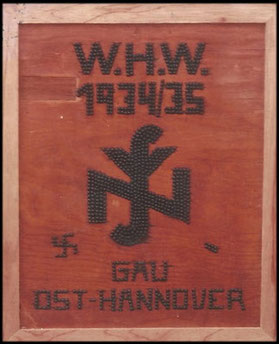 W.H.W.
1934/35
GAU
OST-HANNOVER